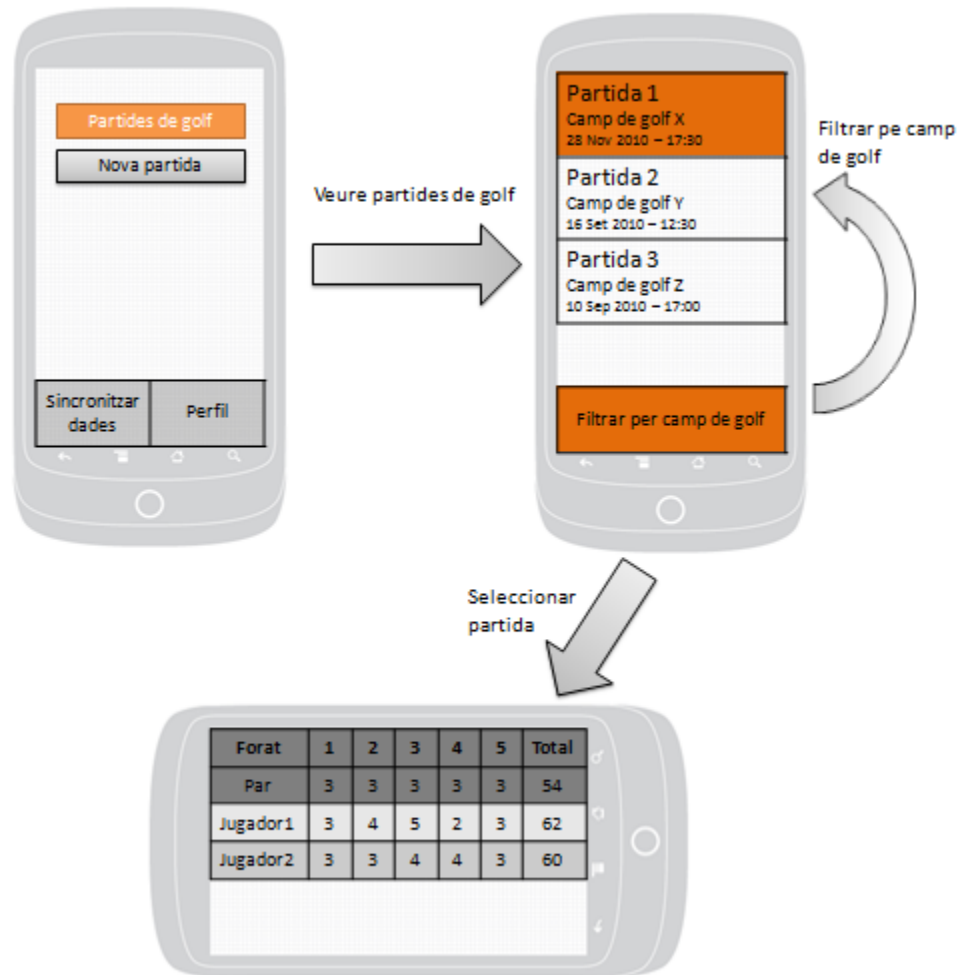 Partides de golf
Nova partida
Sincronitzar
dades
Perfil
Veure partides de golf
Partida 1
Camp de golf X
28 Nov 2010 – 17:30
Partida 2
Camp de golf Y
16 Set 2010 – 12:30
Partida 3
Camp de golf Z
10 Sep 2010 – 17:00
Filtrar per camp de golf
Filtrar pe camp
de golf
Seleccionar
partida
Forat 1 2 3 4 5 Total
Par 3 3 3 3 3 54
Jugador1 3 4 5 2 3 62
Jugador2 3 3 4 4 3 60